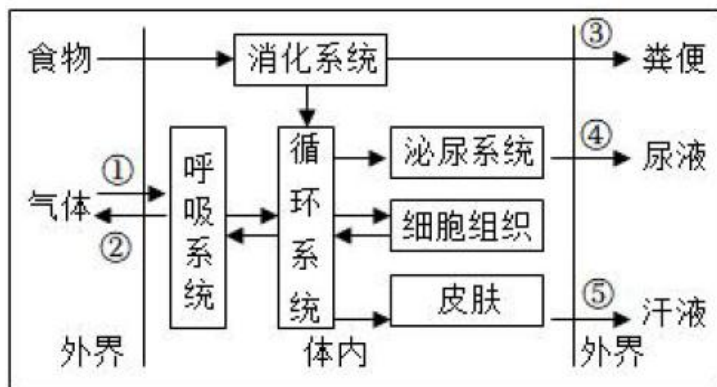 食物
消化系统
③
粪便
①
气体
②
呼吸系统
循环系统
泌尿系统
④
尿液
细胞组织
皮肤
⑤
汗液
外界
体内
外界